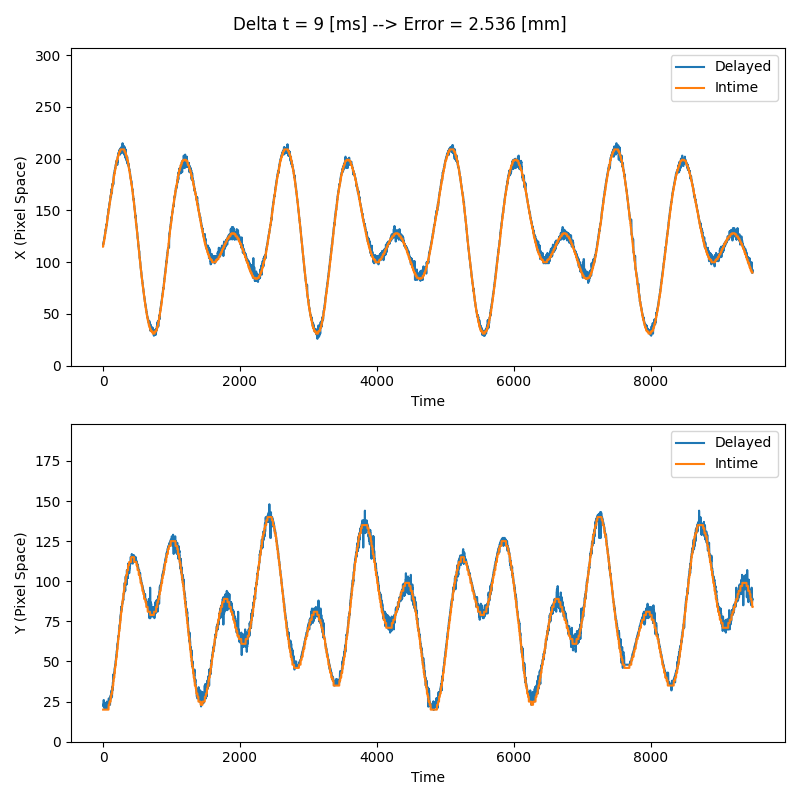 Delta t = 9 [ms] --> Error = 2.536 [mm]
300
250
200
150
100
50
0
X (Pixel Space)
Delayed
Intime
0 2000 4000 6000 8000
Time
175
150
125
100
75
50
25
0
Y (Pixel Space)
Delayed
Intime
0 2000 4000 6000 8000
Time